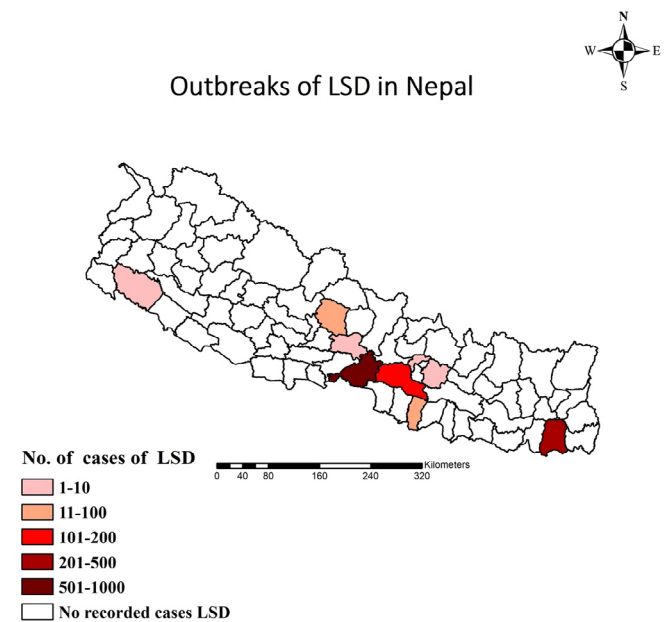 N
W E
S
Outbreaks of LSD in Nepal
No. of cases of LSD
1-10
11-100
101-200
201-500
501-1000
No recorded cases LSD
Kilometers
0 40 80 160 240 320